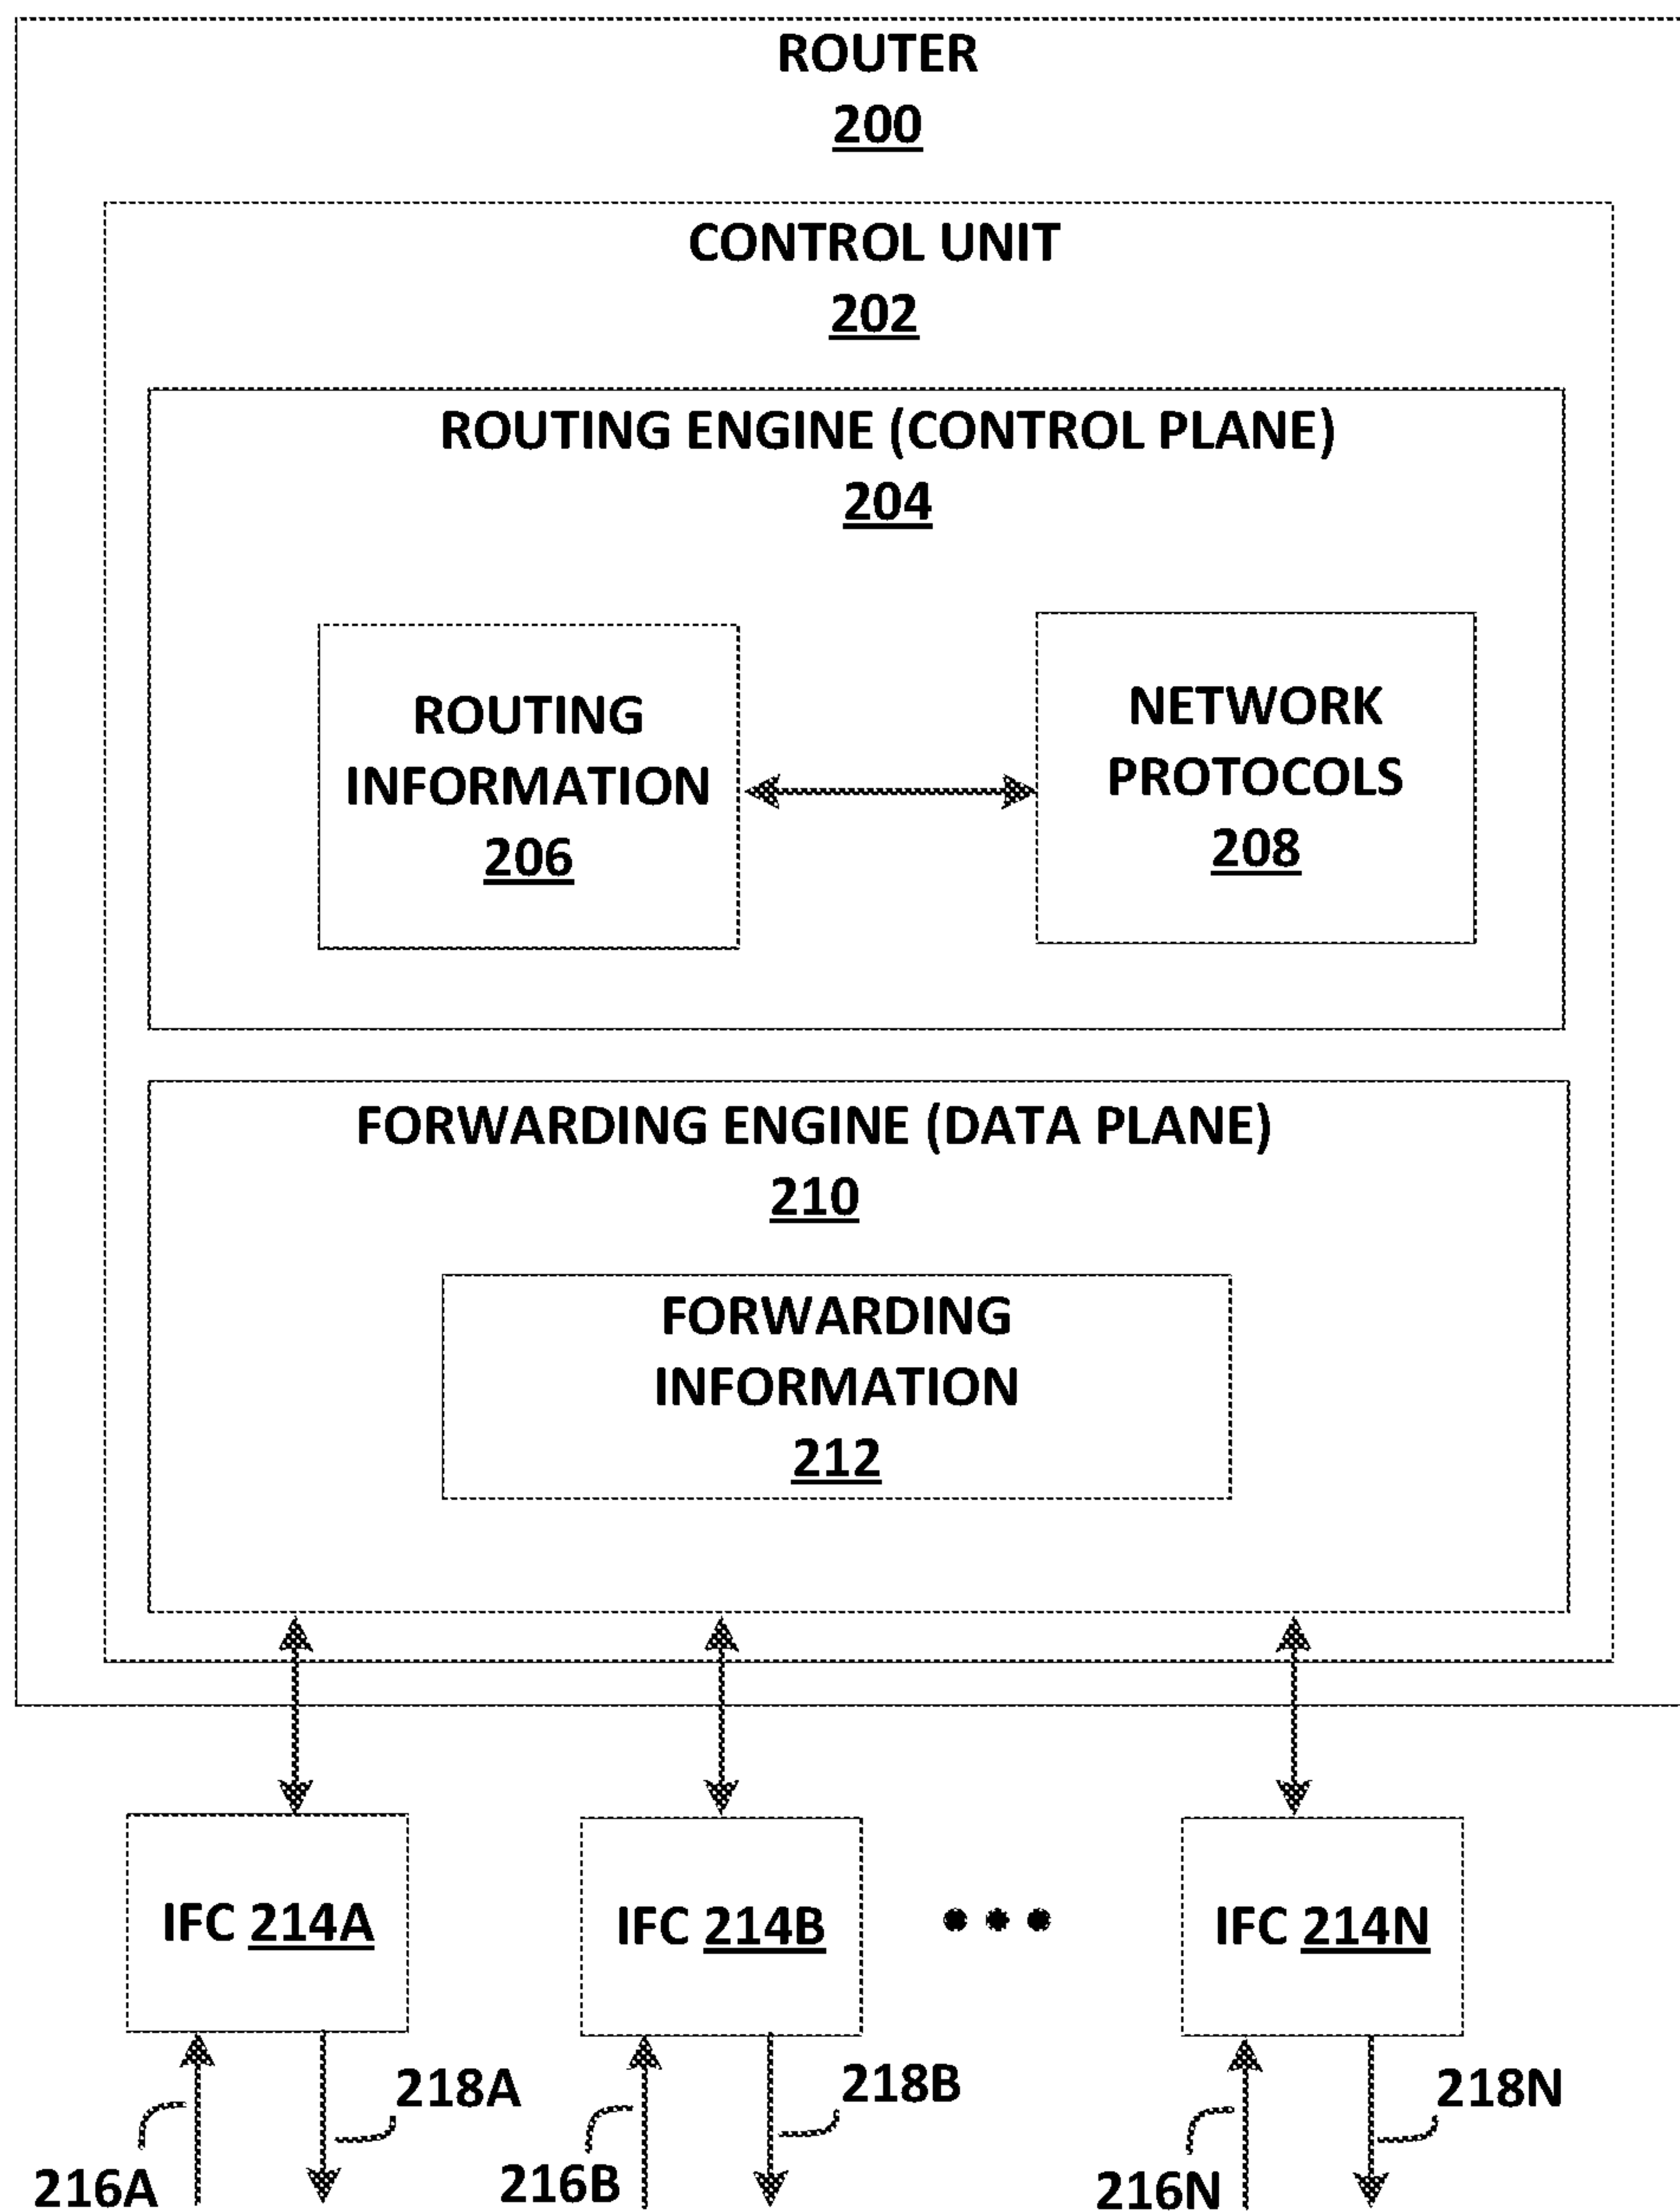 ROUTER
200
CONTROL UNIT
202
ROUTING ENGINE (CONTROL PLANE)
204
ROUTING
INFORMATION
206
NETWORK
PROTOCOLS
208
FORWARDING ENGINE (DATA PLANE)
210
FORWARDING
INFORMATION
212
IFC 214A
IFC 214B
IFC 214N
216A
218A
216B
218B
216N
218N